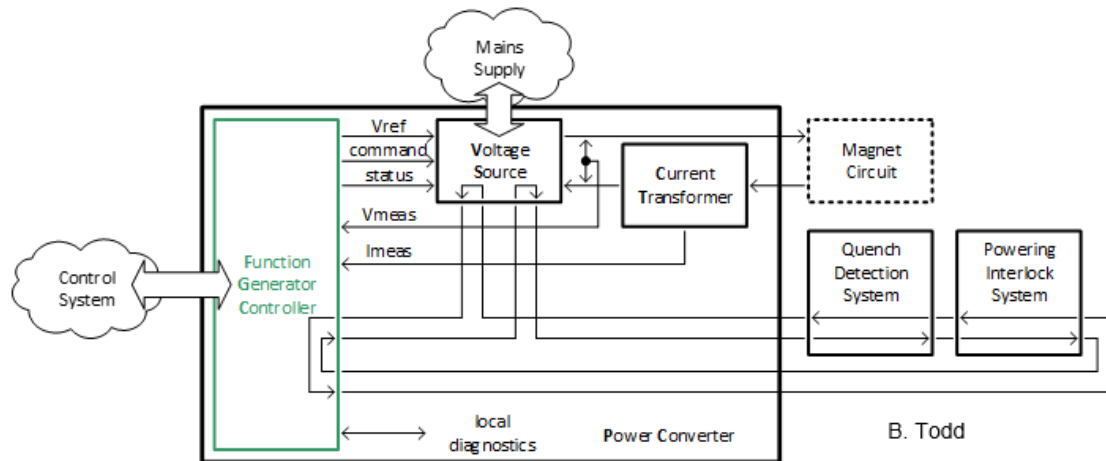 Mains
Supply
Vref
command
status
Voltage
Source
Vmeas
Imeas
Current
Transformer
Magnet
Circuit
Control
System
Function
Generator
Controller
Quench
Detection
System
Powering
Interlock
System
local
diagnostics
Power Converter
B. Todd